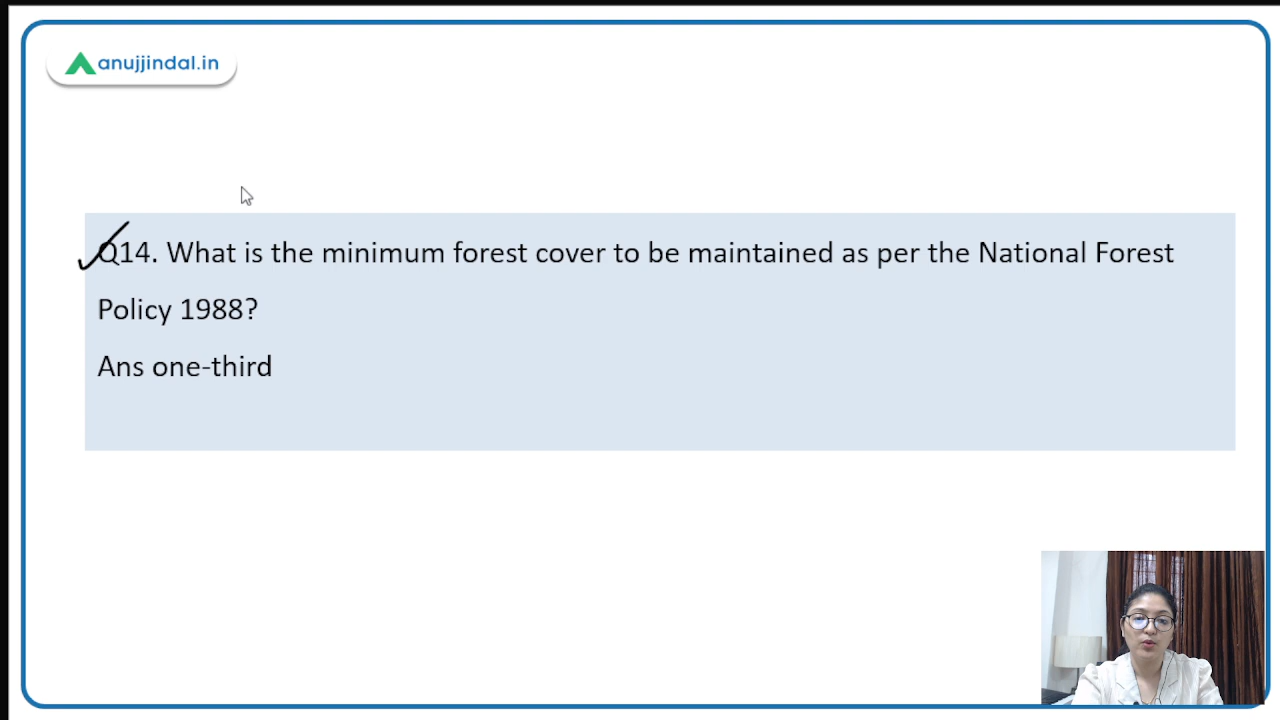 anujjindal.in
Q14. What is the minimum forest cover to be maintained as per the National Forest
Policy 1988?
Ans one-third